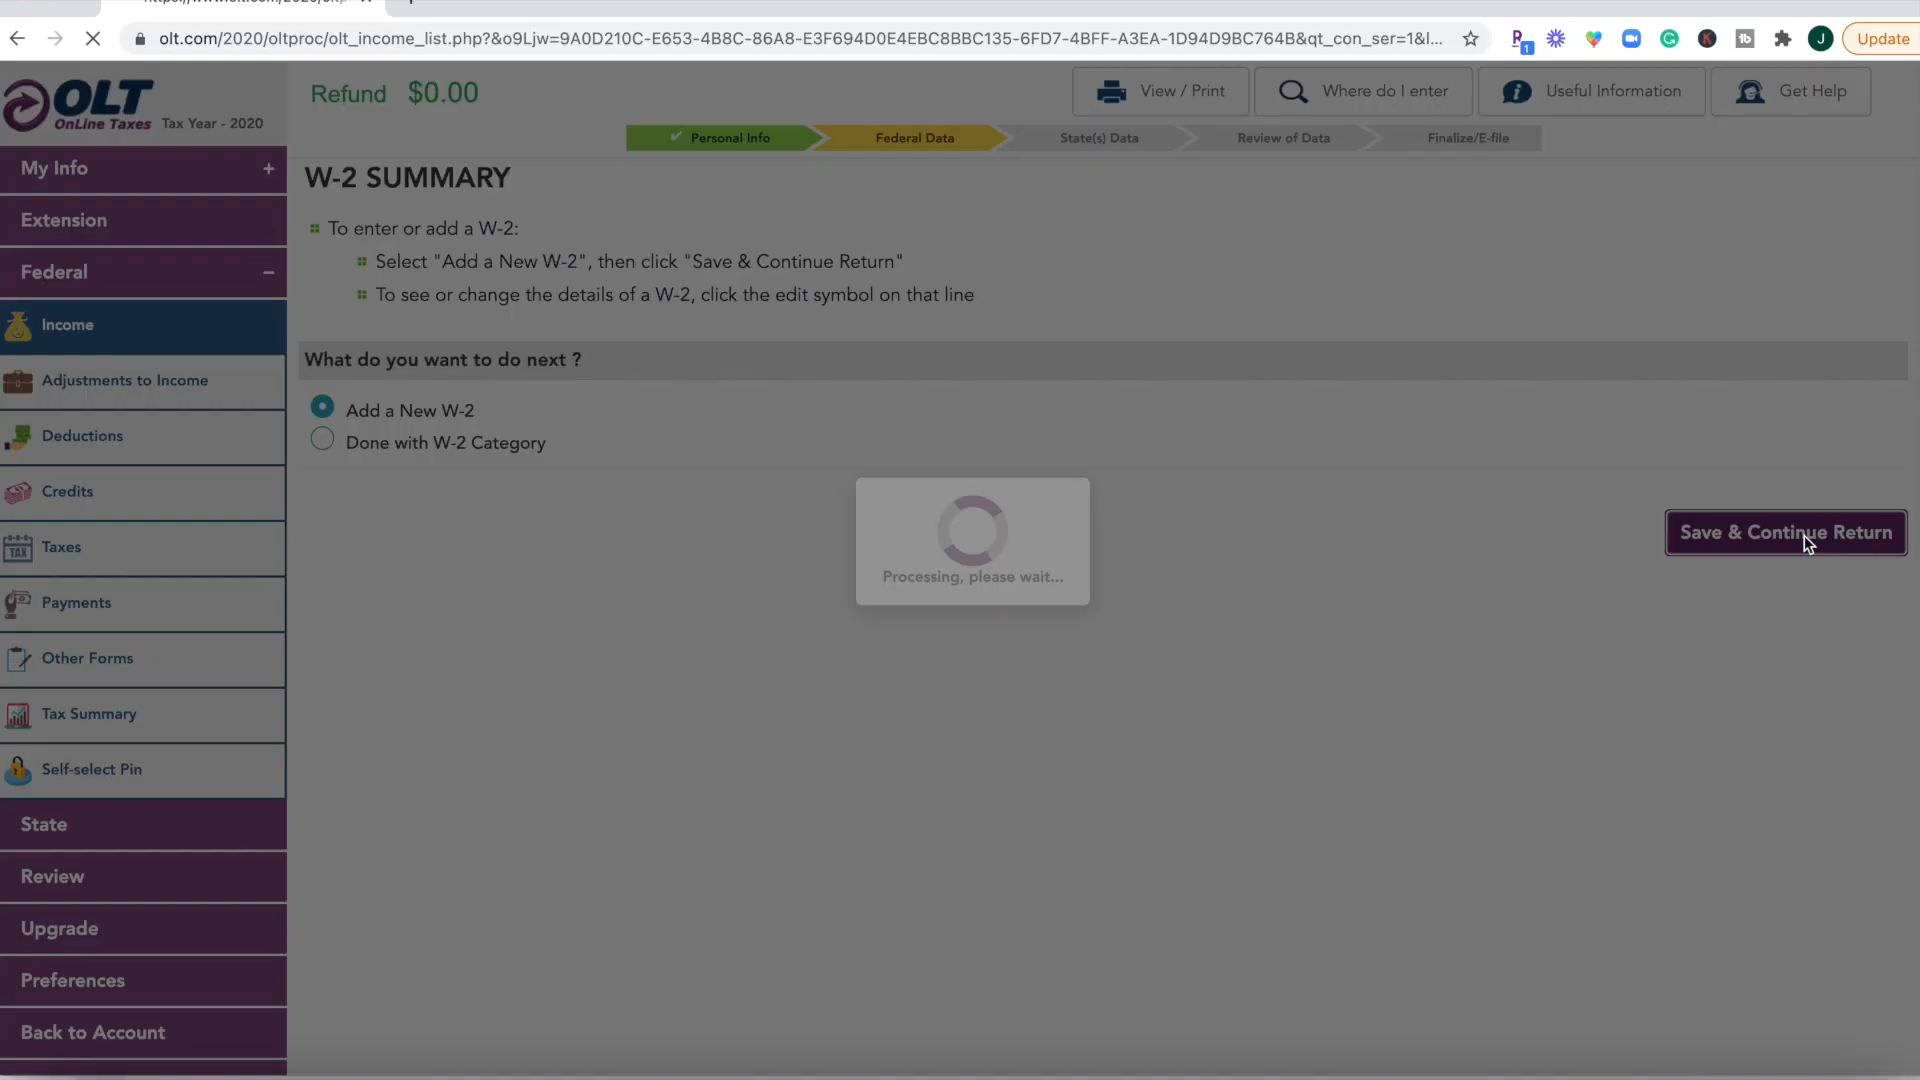 olt.com/2020/oltproc/olt_income_list.php?&o9Ljw=9A0D210C-E653-4B8C-86A8-E3F694D0E4EBC8BBC135-6FD7-4BFF-A3EA-1D94D9BC764B&qt_con_ser=1&l...
1
tb
J
Update
OLT
OnLine Taxes
Tax Year - 2020
Refund $0.00
View / Print
Where do I enter
Useful Information
Get Help
Personal Info
Federal Data
State(s) Data
Review of Data
Finalize/E-file
My Info +
Extension
Federal −
Income
Adjustments to Income
Deductions
Credits
TAX
Taxes
Payments
Other Forms
Tax Summary
Self-select Pin
State
Review
Upgrade
Preferences
Back to Account
W-2 SUMMARY
To enter or add a W-2:
Select "Add a New W-2", then click "Save & Continue Return"
To see or change the details of a W-2, click the edit symbol on that line
What do you want to do next ?
Add a New W-2
Done with W-2 Category
Processing, please wait...
Save & Continue Return